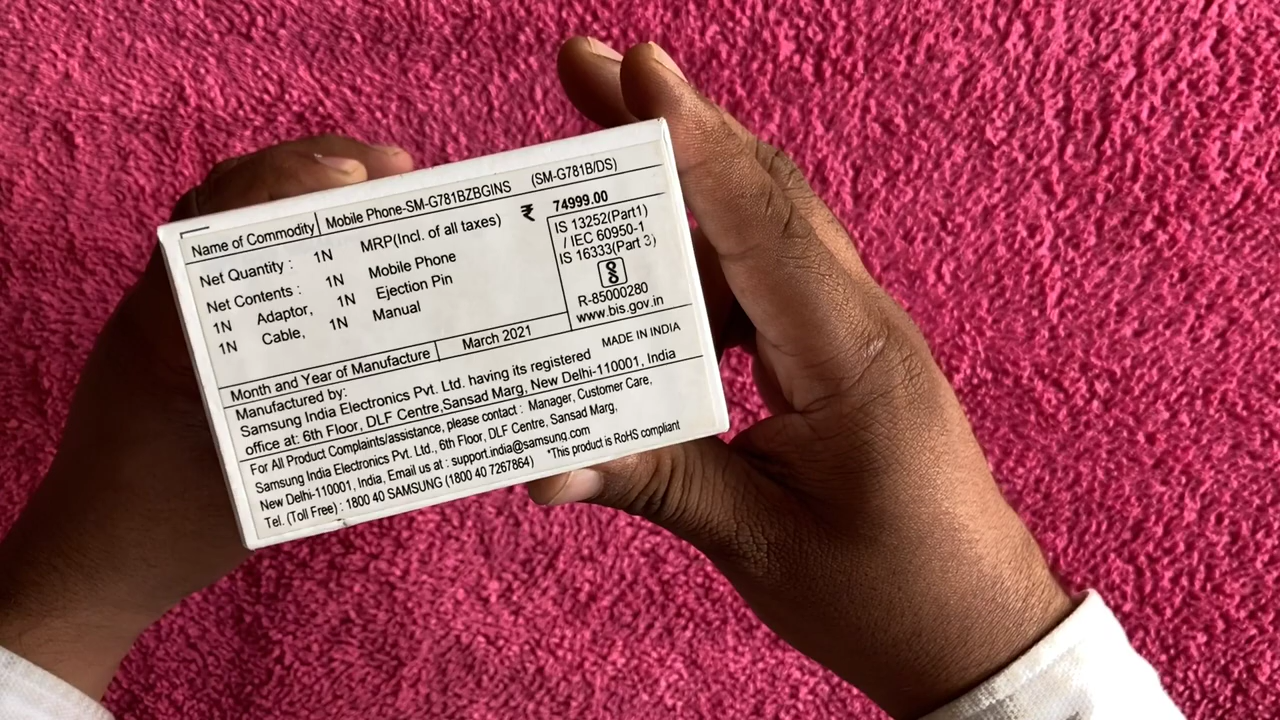 Name of Commodity Mobile Phone-SM-G781BZBGINS (SM-G781B/DS)
Net Quantity : 1N MRP(Incl. of all taxes) ₹ 74999.00
Net Contents : 1N Mobile Phone
1N Adaptor, 1N Ejection Pin
1N Cable, 1N Manual
IS 13252(Part1)
/ IEC 60950-1
IS 16333(Part 3)
R-85000280
www.bis.gov.in
Month and Year of Manufacture March 2021
Manufactured by: MADE IN INDIA
Samsung India Electronics Pvt. Ltd. having its registered
office at: 6th Floor, DLF Centre,Sansad Marg, New Delhi-110001, India
For All Product Complaints/assistance, please contact : Manager, Customer Care,
Samsung India Electronics Pvt. Ltd., 6th Floor, DLF Centre, Sansad Marg,
New Delhi-110001, India, Email us at : support.india@samsung.com
Tel. (Toll Free) : 1800 40 SAMSUNG (1800 40 7267864) *This product is RoHS compliant